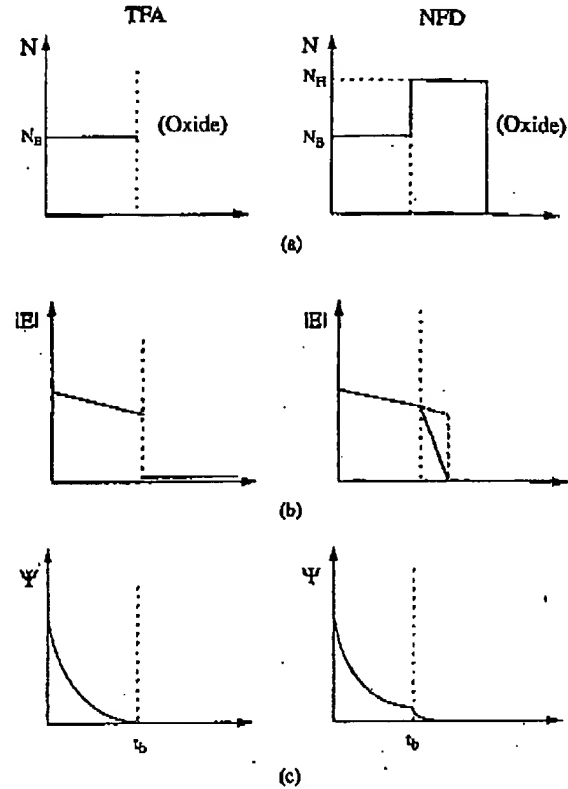 TFA NFD
N N
N_H
N_B (Oxide) N_B (Oxide)
(a)
|E| |E|
(b)
Ψ Ψ
t_b t_b
(c)